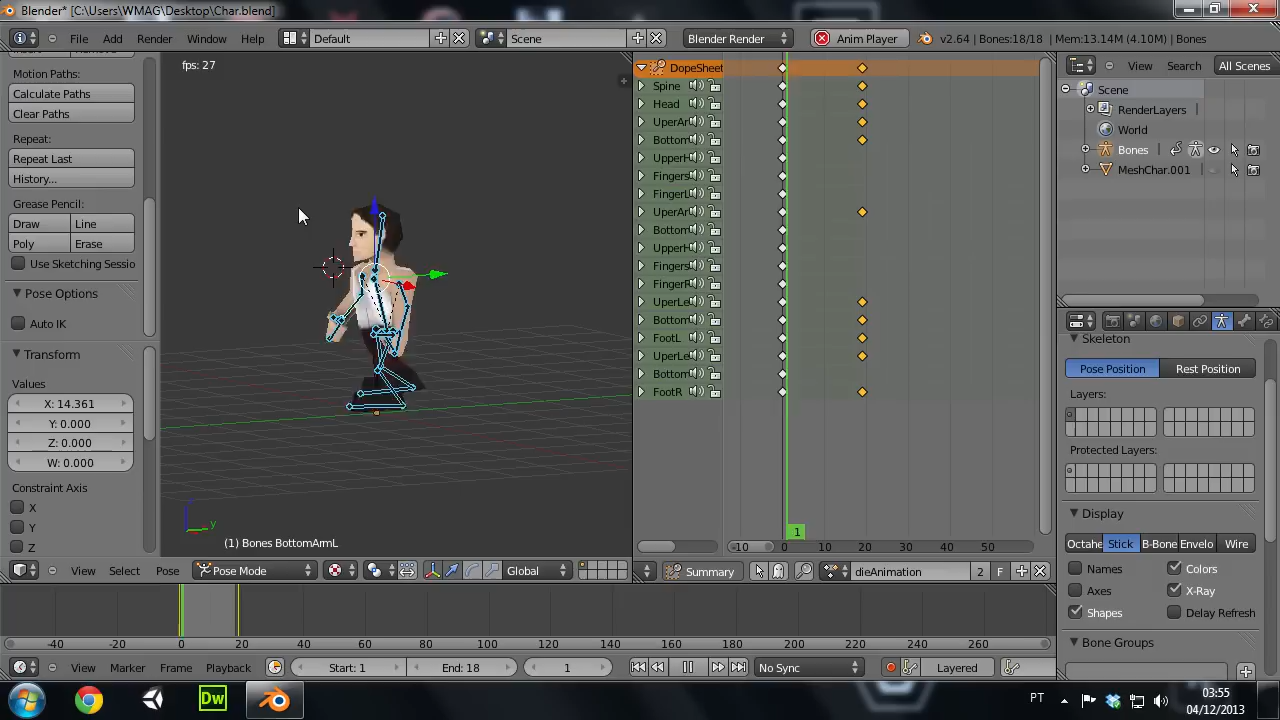 Blender* [C:\Users\WMAG\Desktop\Char.blend]
File Add Render Window Help Default Scene Blender Render Anim Player v2.64 | Bones:18/18 | Mem:13.14M (4.10M) | Bones
Motion Paths:
Calculate Paths
Clear Paths
Repeat:
Repeat Last
History...
Grease Pencil:
Draw Line
Poly Erase
Use Sketching Sessio
Pose Options
Auto IK
Transform
Values
X: 14.361
Y: 0.000
Z: 0.000
W: 0.000
Constraint Axis
X
Y
Z
fps: 27
z
y
(1) Bones BottomArmL
View Select Pose Pose Mode Global
DopeSheet
Spine
Head
UperAr
Bottom
UpperH
Fingers
FingerL
UperAr
Bottom
UpperH
Fingers
FingerR
UperLe
Bottom
FootL
UperLe
Bottom
FootR
1
-10 0 10 20 30 40 50
Summary dieAnimation 2 F
View Search All Scenes
Scene
RenderLayers
World
Bones
MeshChar.001
Skeleton
Pose Position Rest Position
Layers:
Protected Layers:
Display
Octahe Stick B-Bone Envelo Wire
Names Colors
Axes X-Ray
Shapes Delay Refresh
Bone Groups
-40 -20 0 20 40 60 80 100 120 140 160 180 200 220 240 260
View Marker Frame Playback Start: 1 End: 18 1 No Sync Layered
Dw
PT
03:55
04/12/2013